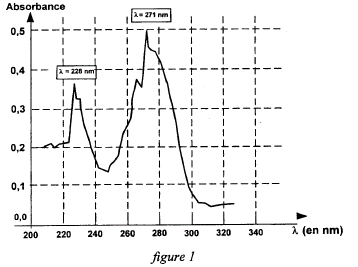 Absorbance
λ = 271 nm
0,5
0,4
λ = 228 nm
0,3
0,2
0,1
0,0
200 220 240 260 280 300 320 340 λ (en nm)
figure 1